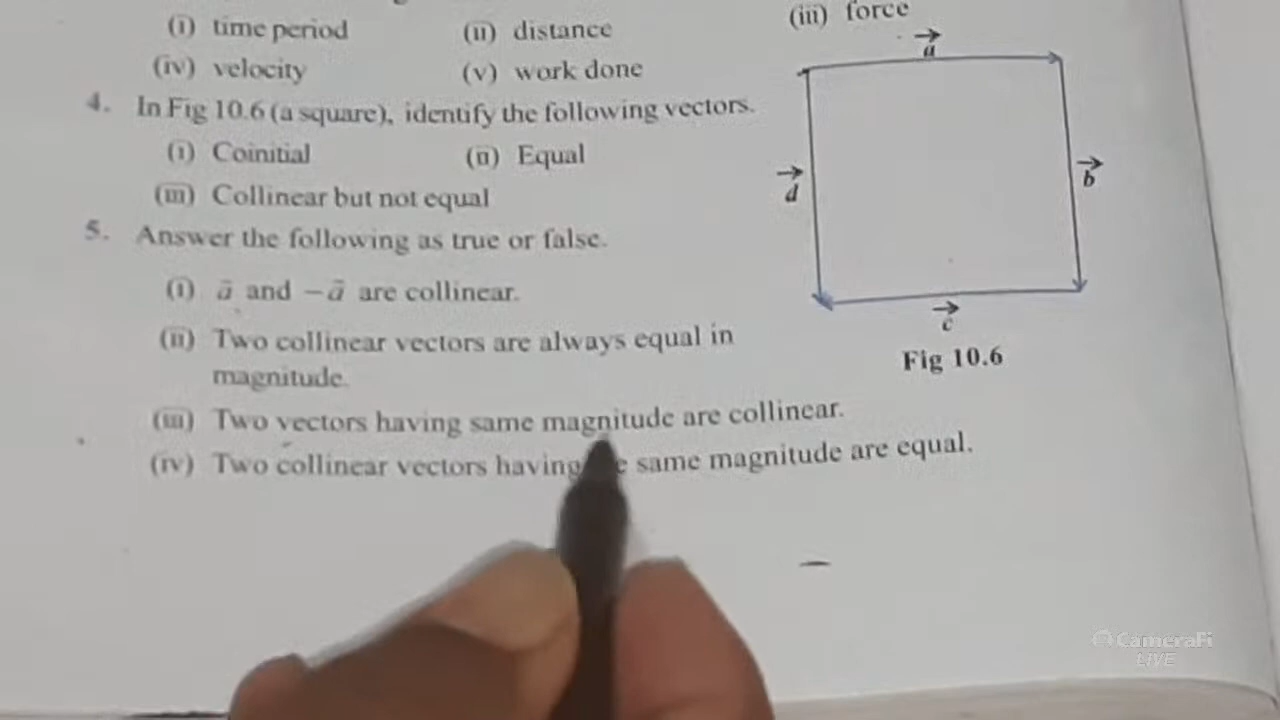 (i) time period (ii) distance (iii) force
(iv) velocity (v) work done
4. In Fig 10.6 (a square), identify the following vectors.
(i) Coinitial (ii) Equal
(iii) Collinear but not equal
5. Answer the following as true or false.
(i) a⃗ and −a⃗ are collinear.
(ii) Two collinear vectors are always equal in
magnitude.
(iii) Two vectors having same magnitude are collinear.
(iv) Two collinear vectors having same magnitude are equal.
a⃗
d⃗
b⃗
c⃗
Fig 10.6
CameraFi
LIVE